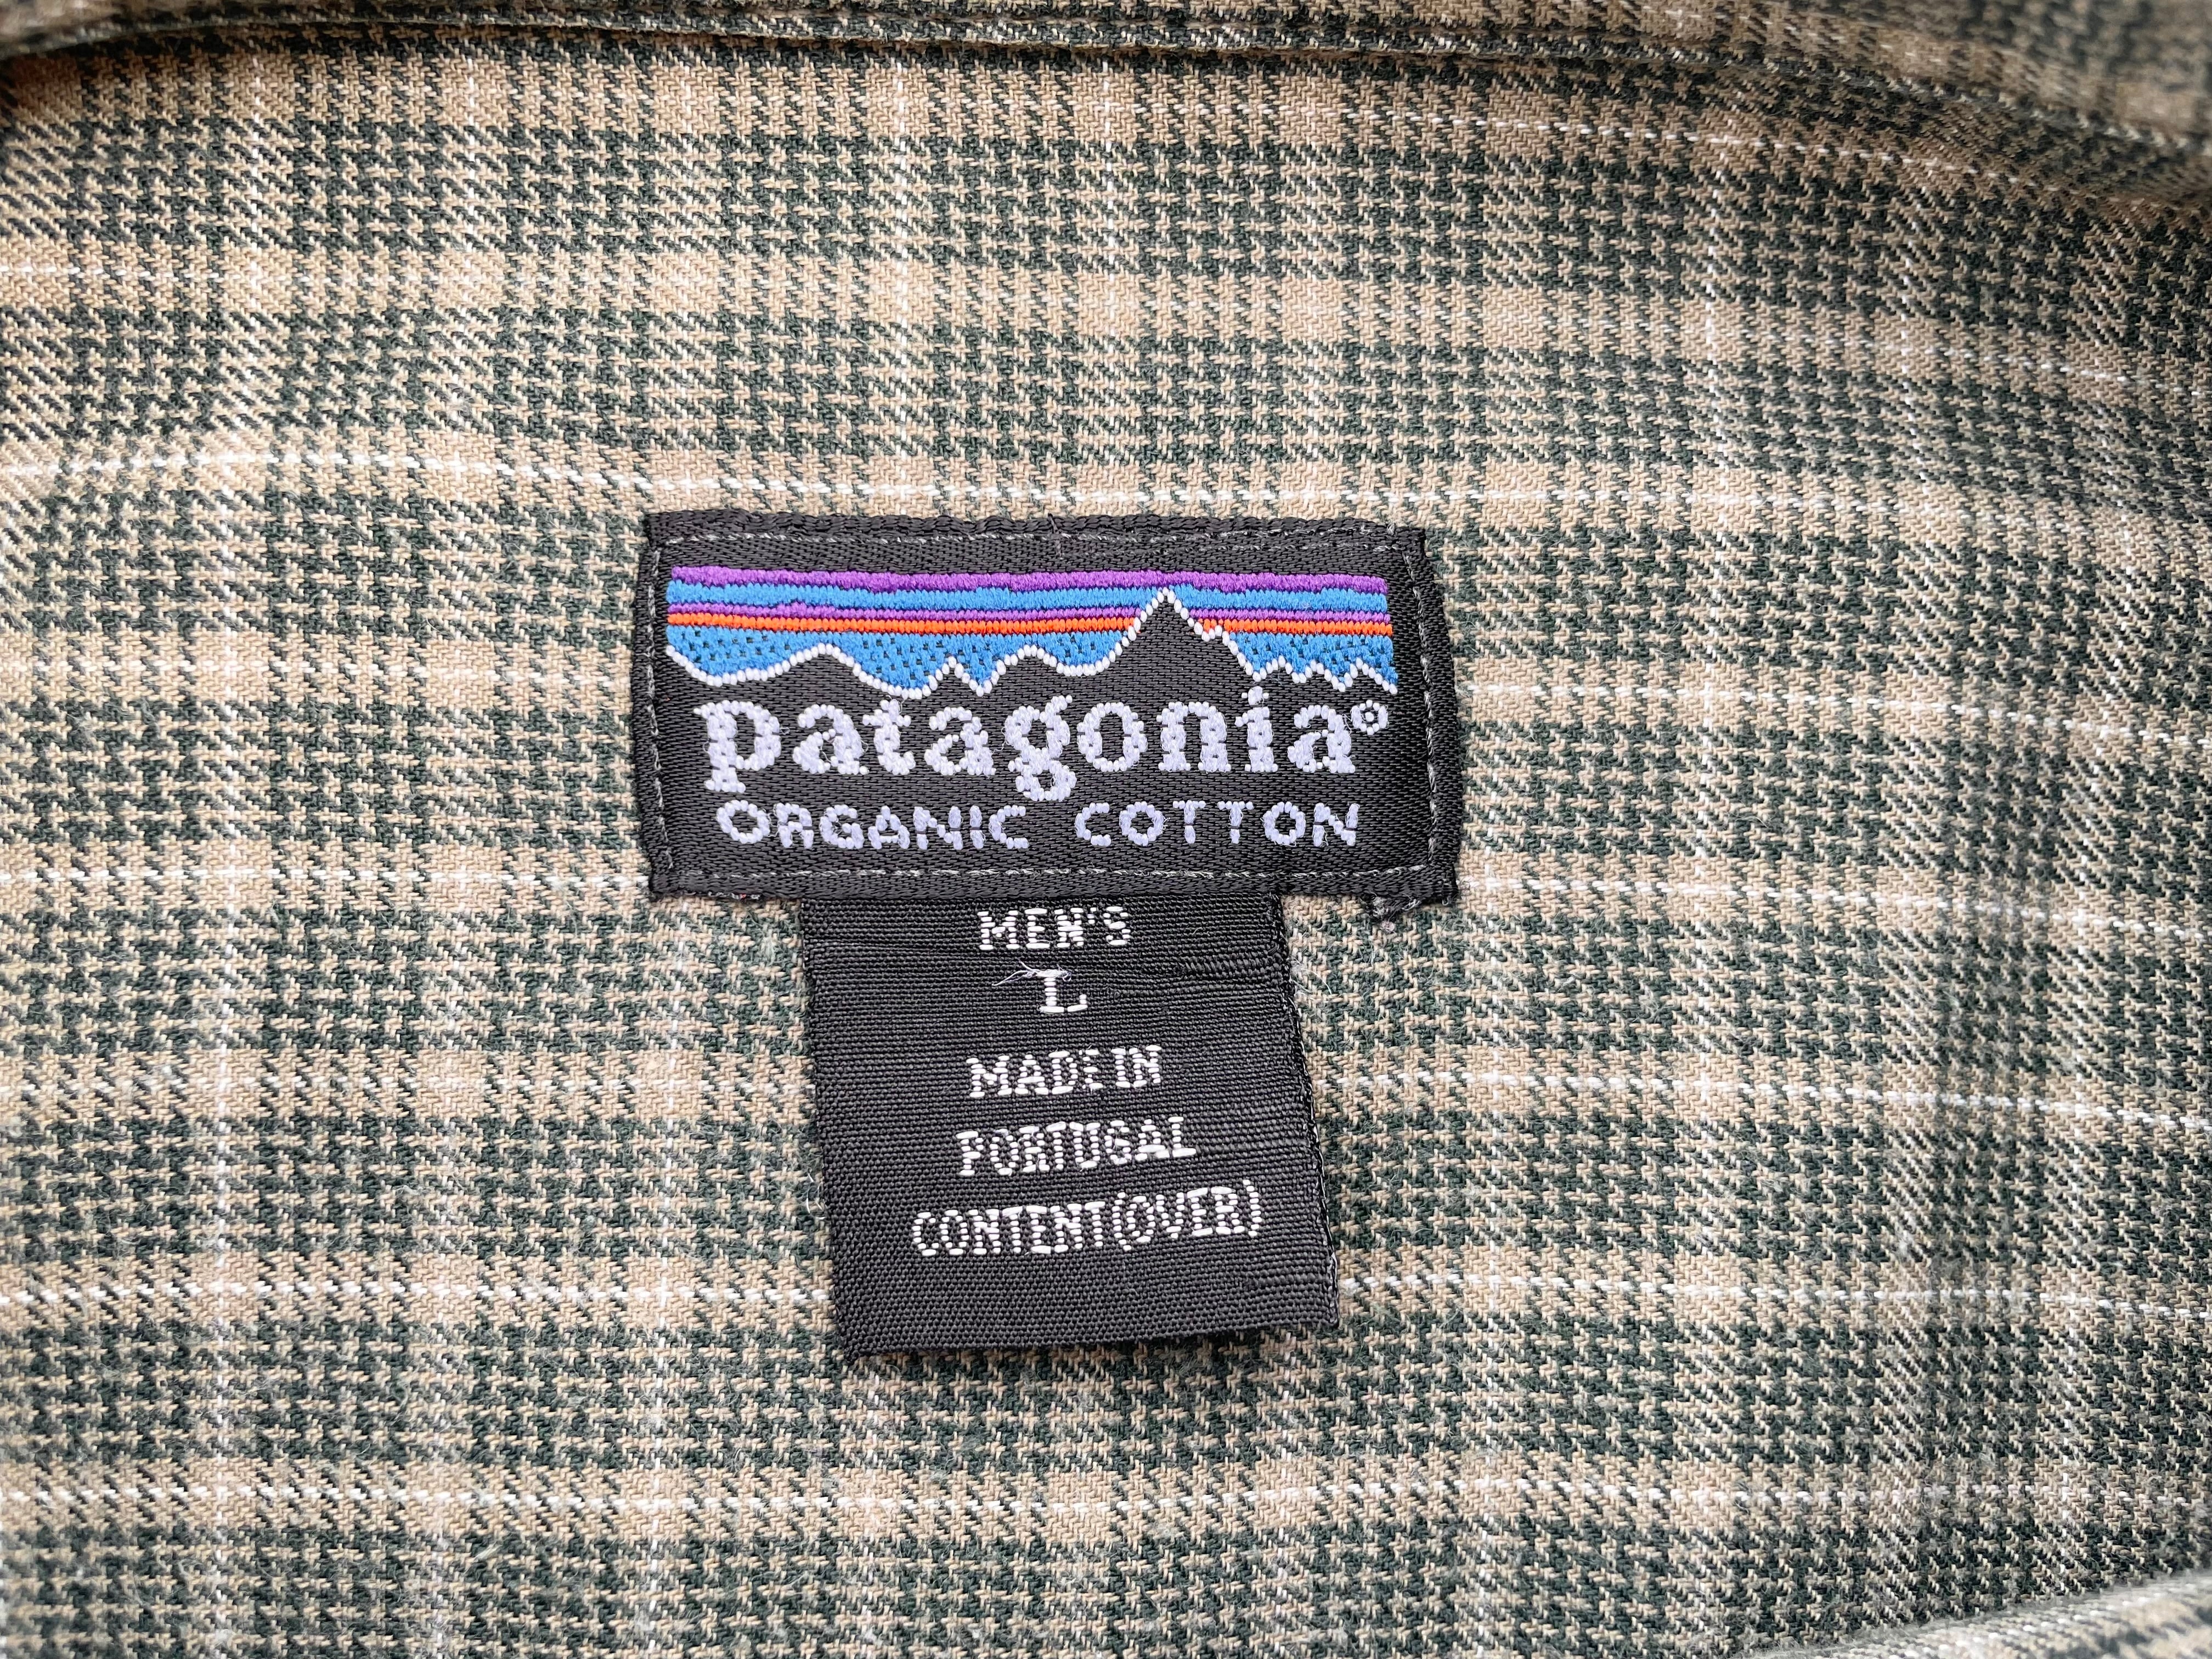 patagonia®
ORGANIC COTTON
MEN'S
L
MADE IN
PORTUGAL
CONTENT(OVER)